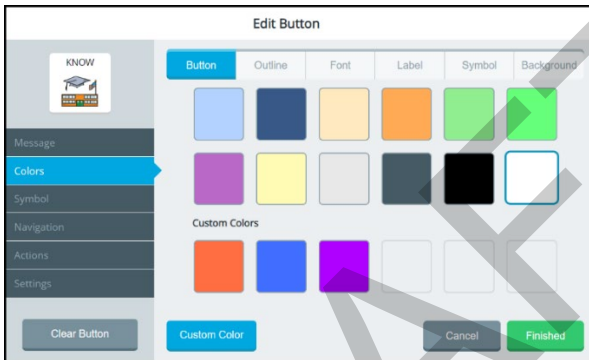 Edit Button
KNOW
Button Outline Font Label Symbol Background
Message
Colors
Symbol
Navigation
Actions
Settings
Custom Colors
Clear Button
Custom Color
Cancel
Finished